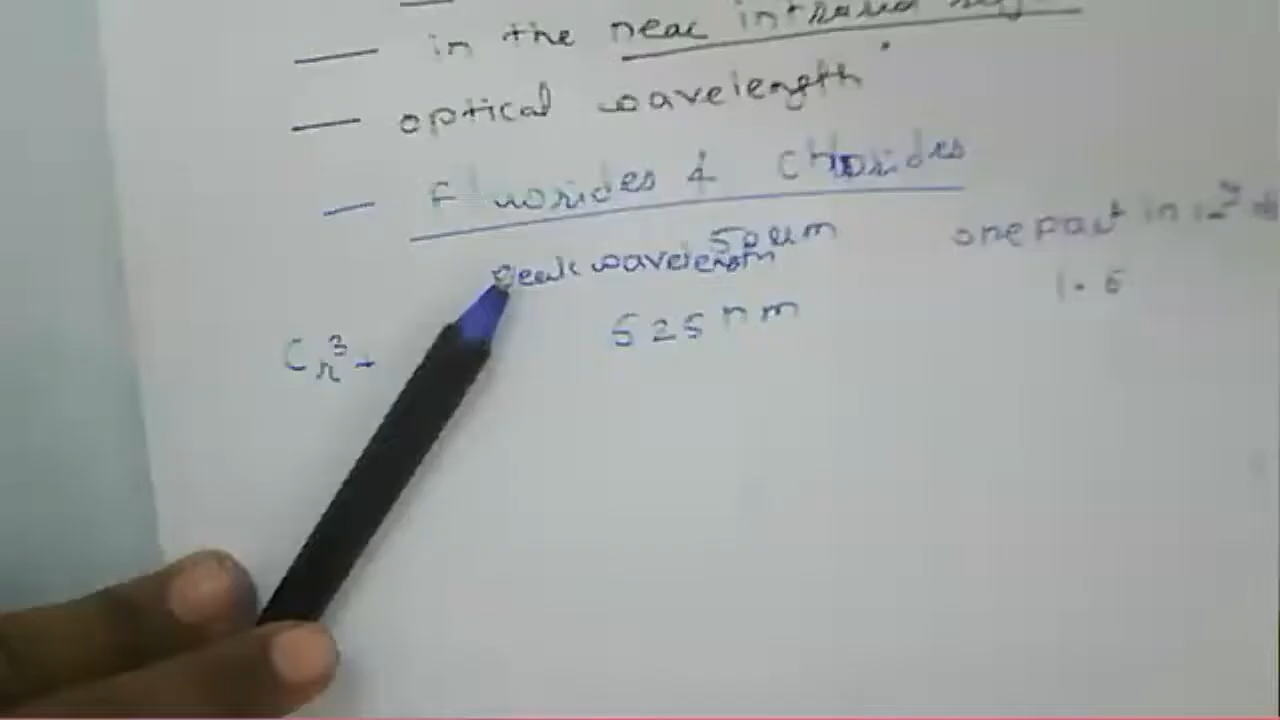 — in the near infrared
— optical wavelength
— Fluorides & Chlorides
50 um
peak wavelength
one part in
Cr3+
525 nm
1.6